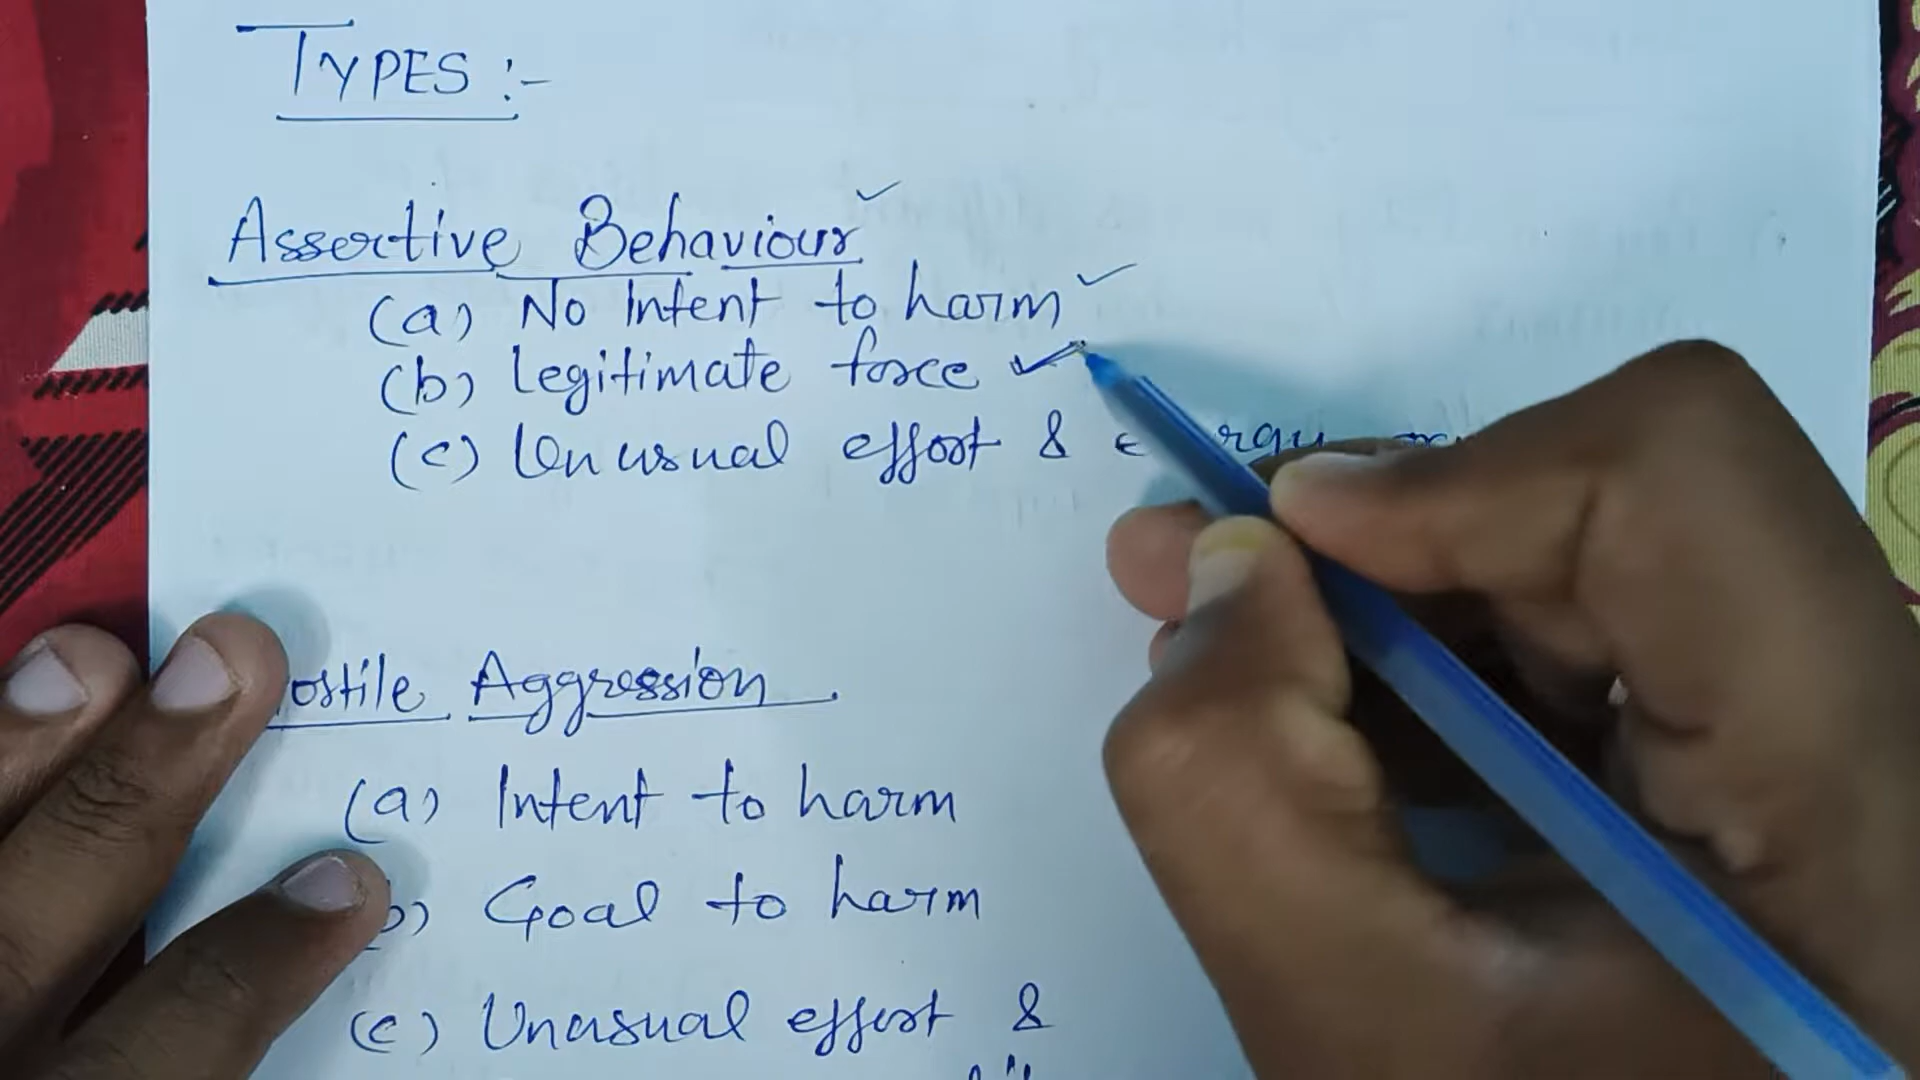 TYPES :-
Assertive Behaviour
(a) No Intent to harm
(b) Legitimate force
(c) Unusual effort &
ostile Aggression
(a) Intent to harm
b) Goal to harm
(c) Unusual effort &